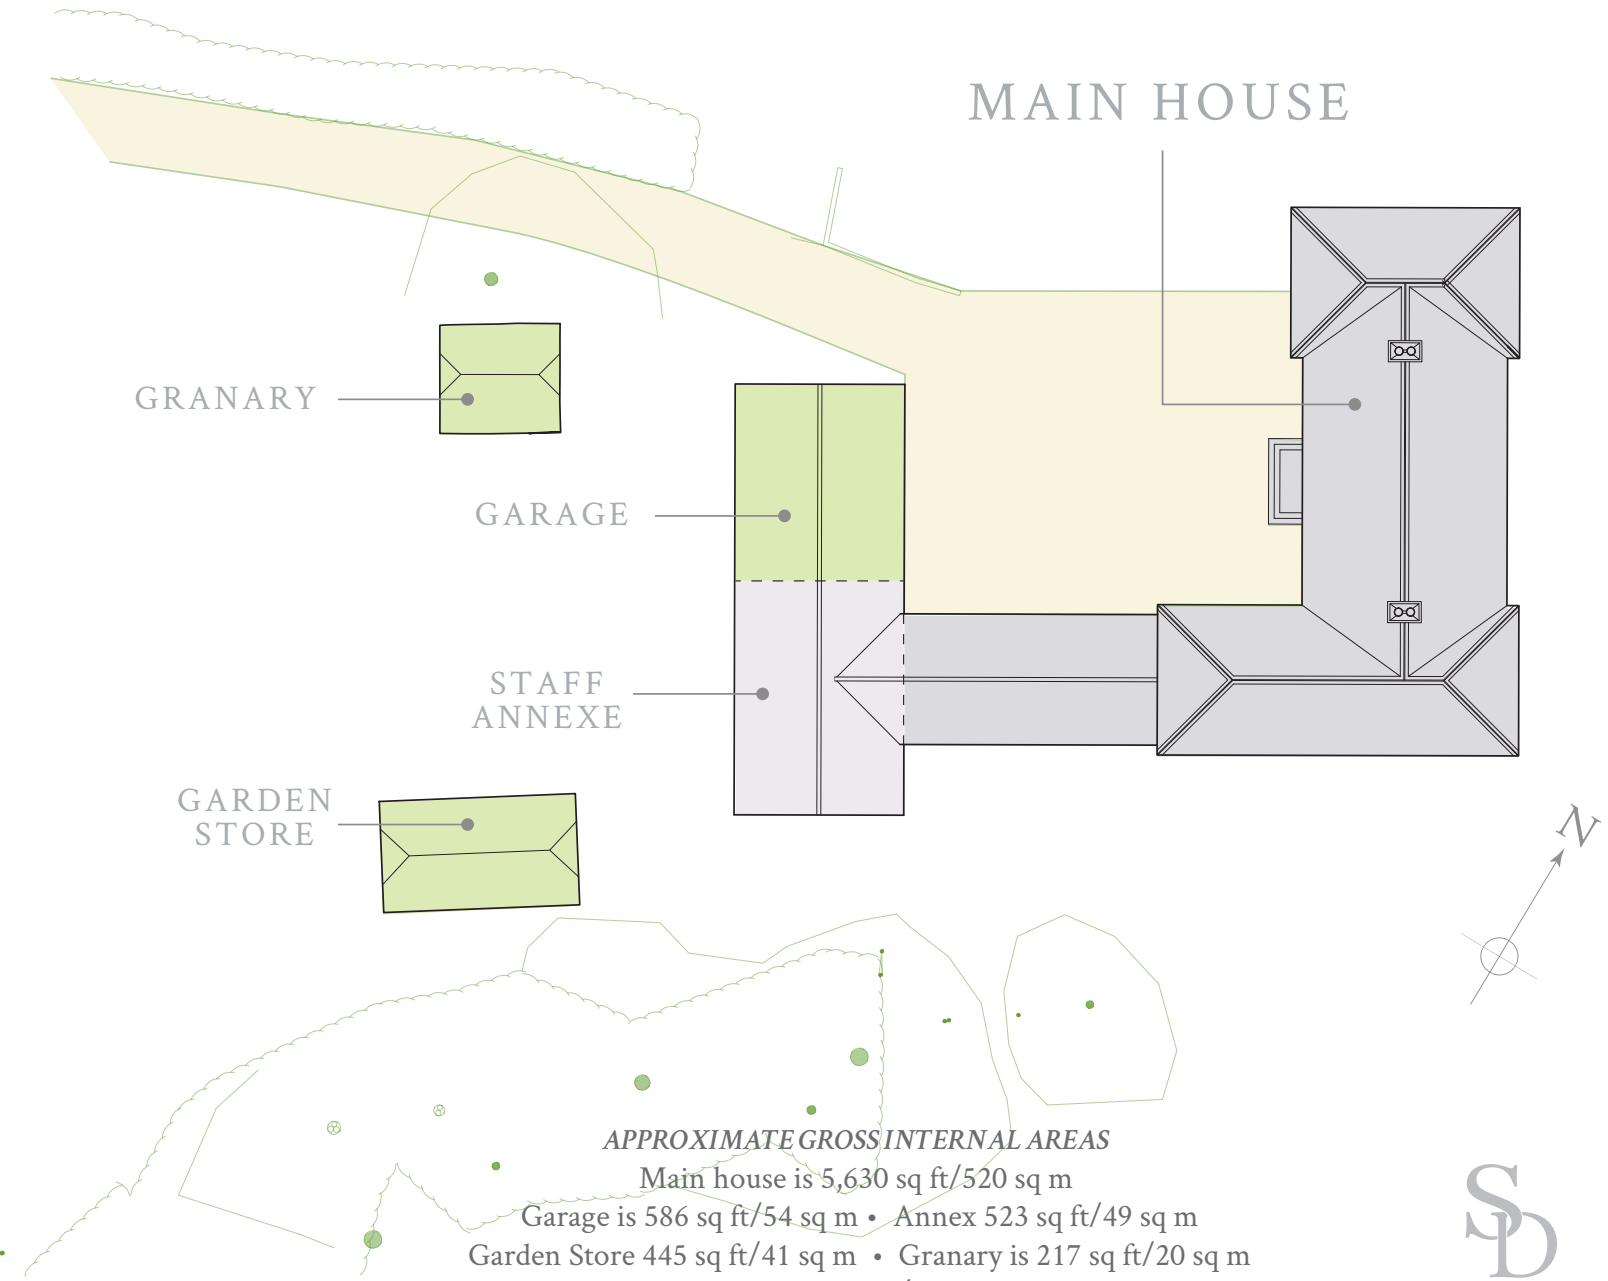 MAIN HOUSE
GRANARY
GARAGE
STAFF
ANNEXE
GARDEN
STORE
N
APPROXIMATE GROSS INTERNAL AREAS
Main house is 5,630 sq ft/520 sq m
Garage is 586 sq ft/54 sq m • Annex 523 sq ft/49 sq m
Garden Store 445 sq ft/41 sq m • Granary is 217 sq ft/20 sq m
SD